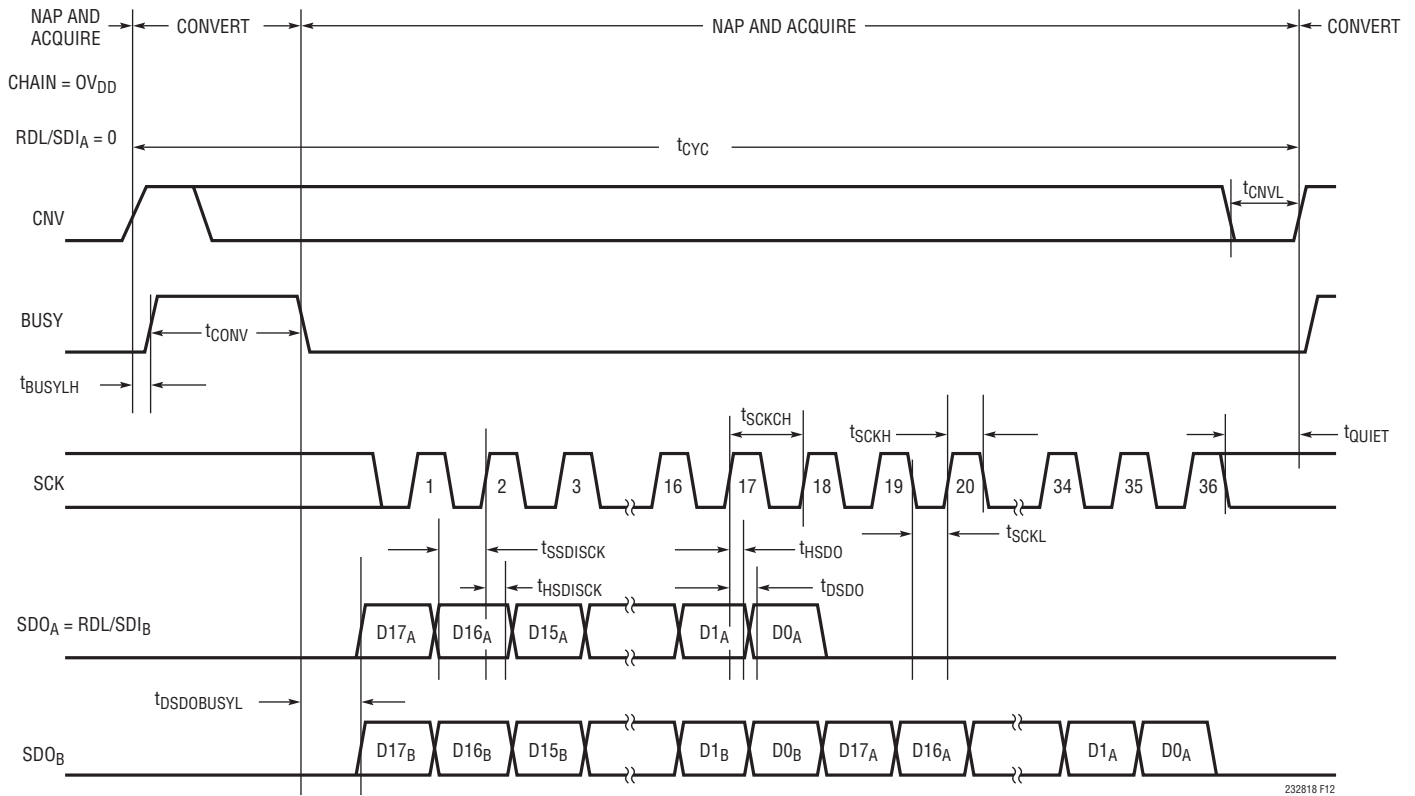 NAP AND
ACQUIRE
CONVERT
NAP AND ACQUIRE
CONVERT
CHAIN = OVDD
RDL/SDIA = 0
tCYC
tCNVL
CNV
BUSY
tCONV
tBUSYLH
tSCKCH
tSCKH
tQUIET
SCK
1 2 3 16 17 18 19 20 34 35 36
tSSDISCK
tHSDO
tSCKL
tHSDISCK
tDSDO
SDOA = RDL/SDIB
D17A D16A D15A D1A D0A
tDSDOBUSYL
SDOB
D17B D16B D15B D1B D0B D17A D16A D1A D0A
232818 F12